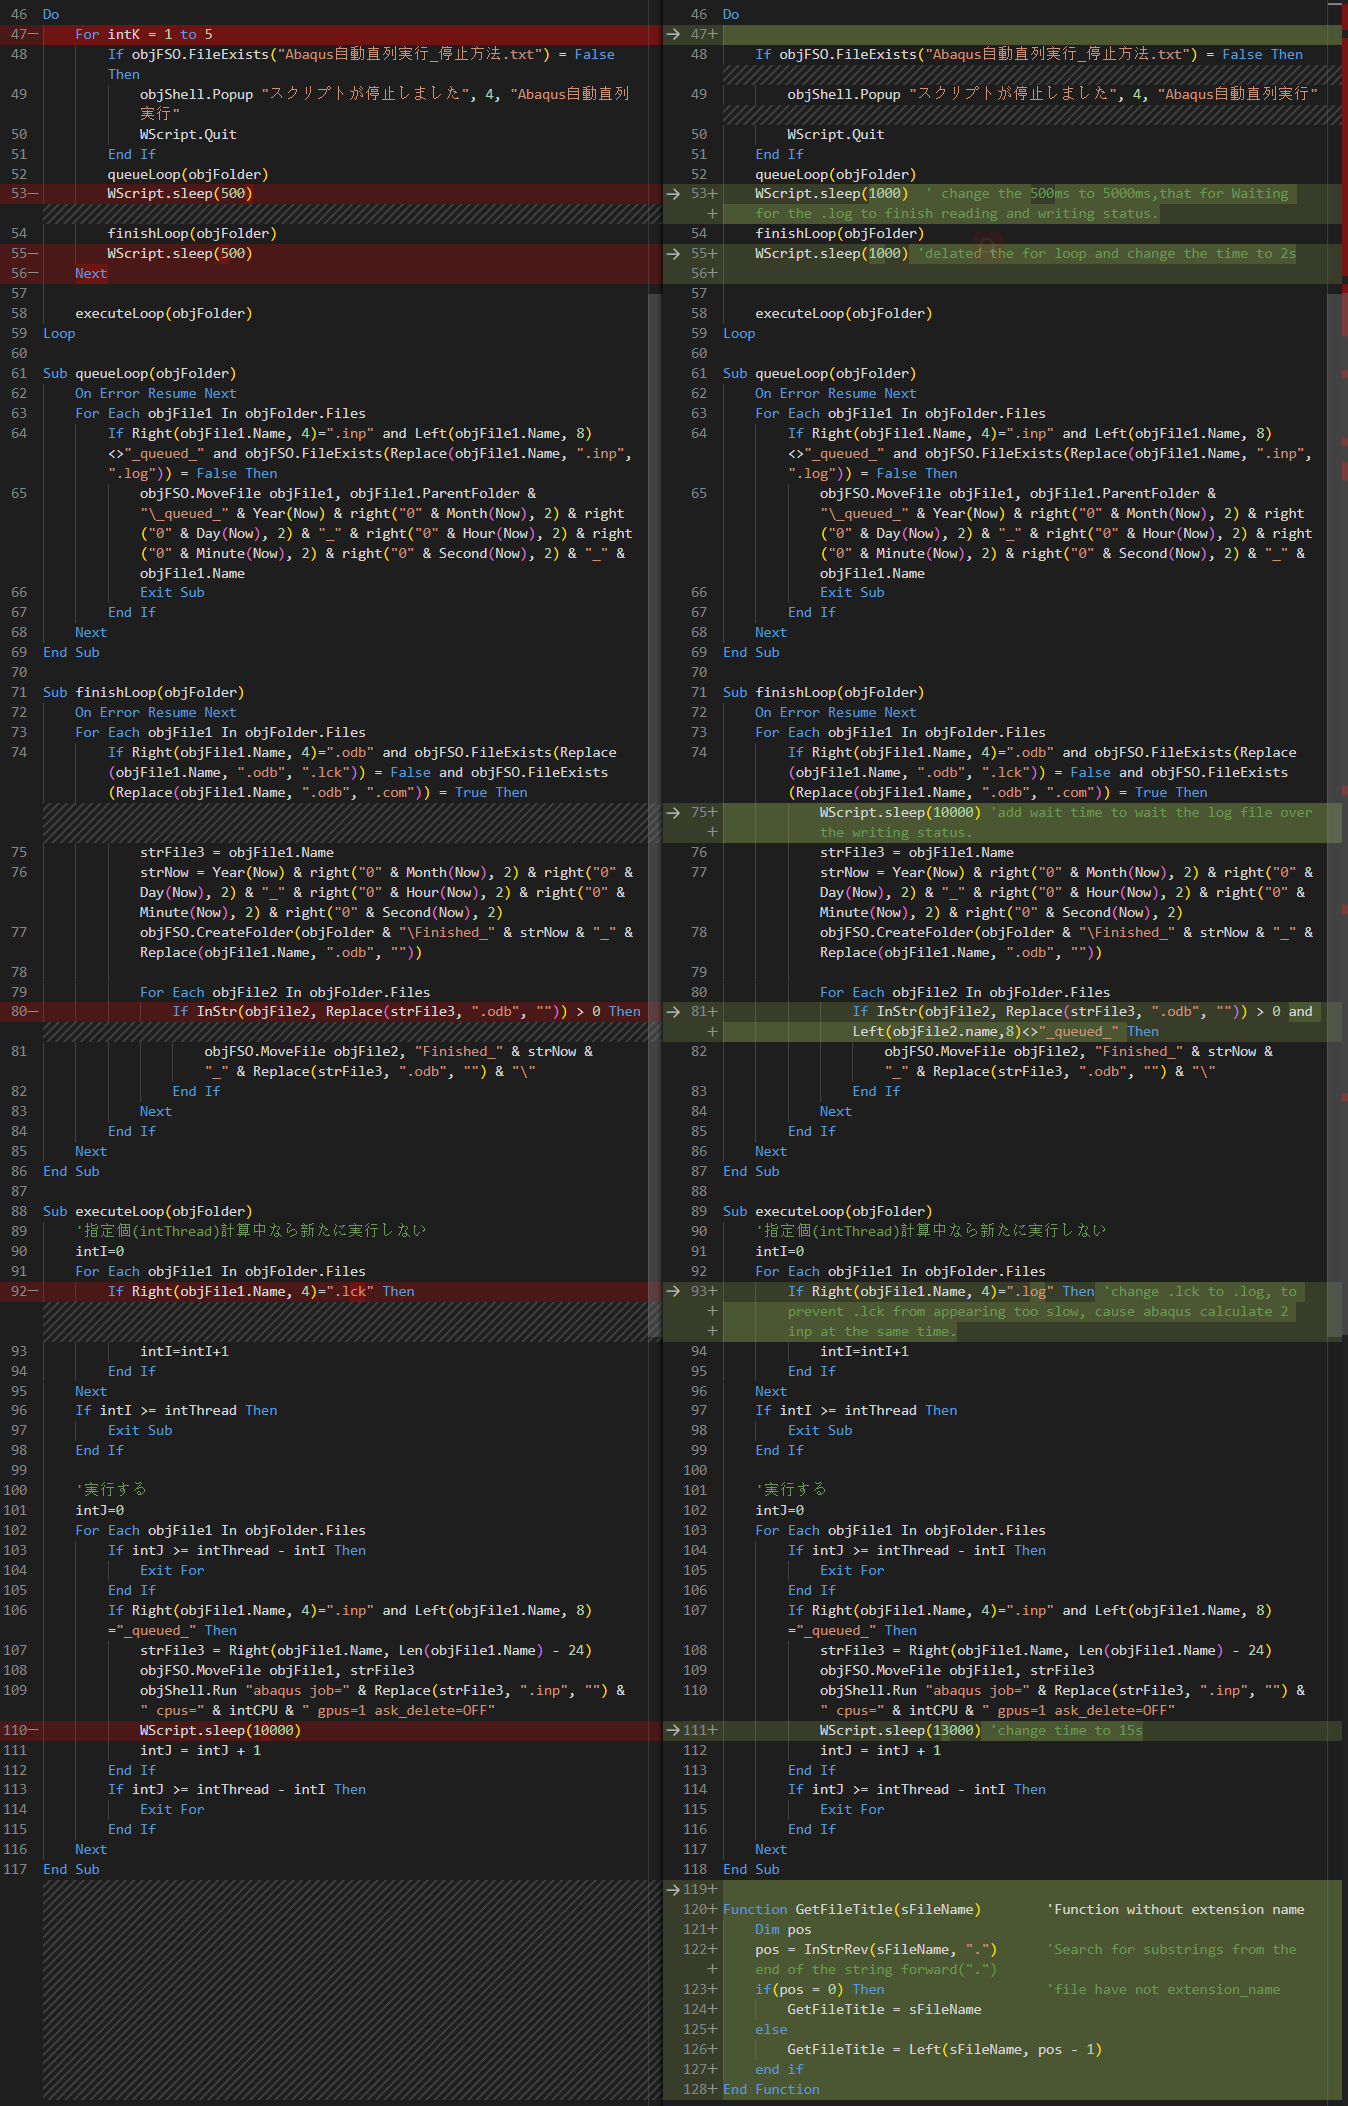 46 Do
47− For intK = 1 to 5
48 If objFSO.FileExists("Abaqus自動直列実行_停止方法.txt") = False
Then
49 objShell.Popup "スクリプトが停止しました", 4, "Abaqus自動直列
実行"
50 WScript.Quit
51 End If
52 queueLoop(objFolder)
53− WScript.sleep(500)
54 finishLoop(objFolder)
55− WScript.sleep(500)
56− Next
57
58 executeLoop(objFolder)
59 Loop
60
61 Sub queueLoop(objFolder)
62 On Error Resume Next
63 For Each objFile1 In objFolder.Files
64 If Right(objFile1.Name, 4)=".inp" and Left(objFile1.Name, 8)
<>"_queued_" and objFSO.FileExists(Replace(objFile1.Name, ".inp",
".log")) = False Then
65 objFSO.MoveFile objFile1, objFile1.ParentFolder &
"\_queued_" & Year(Now) & right("0" & Month(Now), 2) & right
("0" & Day(Now), 2) & "_" & right("0" & Hour(Now), 2) & right
("0" & Minute(Now), 2) & right("0" & Second(Now), 2) & "_" &
objFile1.Name
66 Exit Sub
67 End If
68 Next
69 End Sub
70
71 Sub finishLoop(objFolder)
72 On Error Resume Next
73 For Each objFile1 In objFolder.Files
74 If Right(objFile1.Name, 4)=".odb" and objFSO.FileExists(Replace
(objFile1.Name, ".odb", ".lck")) = False and objFSO.FileExists
(Replace(objFile1.Name, ".odb", ".com")) = True Then
75 strFile3 = objFile1.Name
76 strNow = Year(Now) & right("0" & Month(Now), 2) & right("0" &
Day(Now), 2) & "_" & right("0" & Hour(Now), 2) & right("0" &
Minute(Now), 2) & right("0" & Second(Now), 2)
77 objFSO.CreateFolder(objFolder & "\Finished_" & strNow & "_" &
Replace(objFile1.Name, ".odb", ""))
78
79 For Each objFile2 In objFolder.Files
80− If InStr(objFile2, Replace(strFile3, ".odb", "")) > 0 Then
81 objFSO.MoveFile objFile2, "Finished_" & strNow &
"_" & Replace(strFile3, ".odb", "") & "\"
82 End If
83 Next
84 End If
85 Next
86 End Sub
87
88 Sub executeLoop(objFolder)
89 '指定個(intThread)計算中なら新たに実行しない
90 intI=0
91 For Each objFile1 In objFolder.Files
92− If Right(objFile1.Name, 4)=".lck" Then
93 intI=intI+1
94 End If
95 Next
96 If intI >= intThread Then
97 Exit Sub
98 End If
99
100 '実行する
101 intJ=0
102 For Each objFile1 In objFolder.Files
103 If intJ >= intThread - intI Then
104 Exit For
105 End If
106 If Right(objFile1.Name, 4)=".inp" and Left(objFile1.Name, 8)
="_queued_" Then
107 strFile3 = Right(objFile1.Name, Len(objFile1.Name) - 24)
108 objFSO.MoveFile objFile1, strFile3
109 objShell.Run "abaqus job=" & Replace(strFile3, ".inp", "") &
" cpus=" & intCPU & " gpus=1 ask_delete=OFF"
110− WScript.sleep(10000)
111 intJ = intJ + 1
112 End If
113 If intJ >= intThread - intI Then
114 Exit For
115 End If
116 Next
117 End Sub
46 Do
→ 47+
48 If objFSO.FileExists("Abaqus自動直列実行_停止方法.txt") = False Then
49 objShell.Popup "スクリプトが停止しました", 4, "Abaqus自動直列実行"
50 WScript.Quit
51 End If
52 queueLoop(objFolder)
→ 53+ WScript.sleep(1000) ' change the 500ms to 5000ms,that for Waiting
+ for the .log to finish reading and writing status.
54 finishLoop(objFolder)
→ 55+ WScript.sleep(1000) 'delated the for loop and change the time to 2s
56+
57
58 executeLoop(objFolder)
59 Loop
60
61 Sub queueLoop(objFolder)
62 On Error Resume Next
63 For Each objFile1 In objFolder.Files
64 If Right(objFile1.Name, 4)=".inp" and Left(objFile1.Name, 8)
<>"_queued_" and objFSO.FileExists(Replace(objFile1.Name, ".inp",
".log")) = False Then
65 objFSO.MoveFile objFile1, objFile1.ParentFolder &
"\_queued_" & Year(Now) & right("0" & Month(Now), 2) & right
("0" & Day(Now), 2) & "_" & right("0" & Hour(Now), 2) & right
("0" & Minute(Now), 2) & right("0" & Second(Now), 2) & "_" &
objFile1.Name
66 Exit Sub
67 End If
68 Next
69 End Sub
70
71 Sub finishLoop(objFolder)
72 On Error Resume Next
73 For Each objFile1 In objFolder.Files
74 If Right(objFile1.Name, 4)=".odb" and objFSO.FileExists(Replace
(objFile1.Name, ".odb", ".lck")) = False and objFSO.FileExists
(Replace(objFile1.Name, ".odb", ".com")) = True Then
→ 75+ WScript.sleep(10000) 'add wait time to wait the log file over
+ the writing status.
76 strFile3 = objFile1.Name
77 strNow = Year(Now) & right("0" & Month(Now), 2) & right("0" &
Day(Now), 2) & "_" & right("0" & Hour(Now), 2) & right("0" &
Minute(Now), 2) & right("0" & Second(Now), 2)
78 objFSO.CreateFolder(objFolder & "\Finished_" & strNow & "_" &
Replace(objFile1.Name, ".odb", ""))
79
80 For Each objFile2 In objFolder.Files
→ 81+ If InStr(objFile2, Replace(strFile3, ".odb", "")) > 0 and
+ Left(objFile2.name,8)<>"_queued_" Then
82 objFSO.MoveFile objFile2, "Finished_" & strNow &
"_" & Replace(strFile3, ".odb", "") & "\"
83 End If
84 Next
85 End If
86 Next
87 End Sub
88
89 Sub executeLoop(objFolder)
90 '指定個(intThread)計算中なら新たに実行しない
91 intI=0
92 For Each objFile1 In objFolder.Files
→ 93+ If Right(objFile1.Name, 4)=".log" Then 'change .lck to .log, to
+ prevent .lck from appearing too slow, cause abaqus calculate 2
+ inp at the same time.
94 intI=intI+1
95 End If
96 Next
97 If intI >= intThread Then
98 Exit Sub
99 End If
100
101 '実行する
102 intJ=0
103 For Each objFile1 In objFolder.Files
104 If intJ >= intThread - intI Then
105 Exit For
106 End If
107 If Right(objFile1.Name, 4)=".inp" and Left(objFile1.Name, 8)
="_queued_" Then
108 strFile3 = Right(objFile1.Name, Len(objFile1.Name) - 24)
109 objFSO.MoveFile objFile1, strFile3
110 objShell.Run "abaqus job=" & Replace(strFile3, ".inp", "") &
" cpus=" & intCPU & " gpus=1 ask_delete=OFF"
→ 111+ WScript.sleep(13000) 'change time to 15s
112 intJ = intJ + 1
113 End If
114 If intJ >= intThread - intI Then
115 Exit For
116 End If
117 Next
118 End Sub
→ 119+
120+ Function GetFileTitle(sFileName) 'Function without extension name
121+ Dim pos
122+ pos = InStrRev(sFileName, ".") 'Search for substrings from the
+ end of the string forward(".")
123+ if(pos = 0) Then 'file have not extension_name
124+ GetFileTitle = sFileName
125+ else
126+ GetFileTitle = Left(sFileName, pos - 1)
127+ end if
128+ End Function